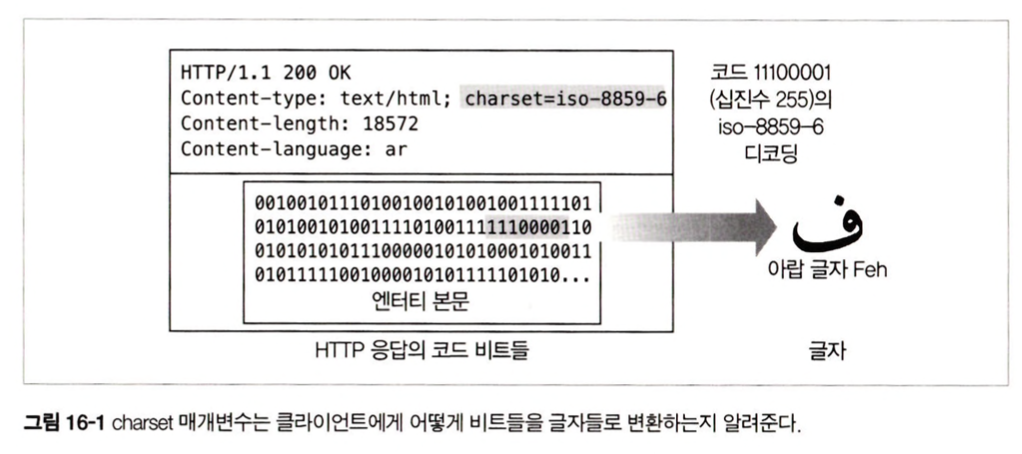 HTTP/1.1 200 OK
Content-type: text/html; charset=iso-8859-6
Content-length: 18572
Content-language: ar
0010010111010010010100100100111101
01010010100111101001111110000110
01010101011100000101010001010011
010111110010000101011111101010...
엔터티 본문
HTTP 응답의 코드 비트들
코드 11100001
(십진수 255)의
iso-8859-6
디코딩
ف
아랍 글자 Feh
글자
그림 16-1 charset 매개변수는 클라이언트에게 어떻게 비트들을 글자들로 변환하는지 알려준다.